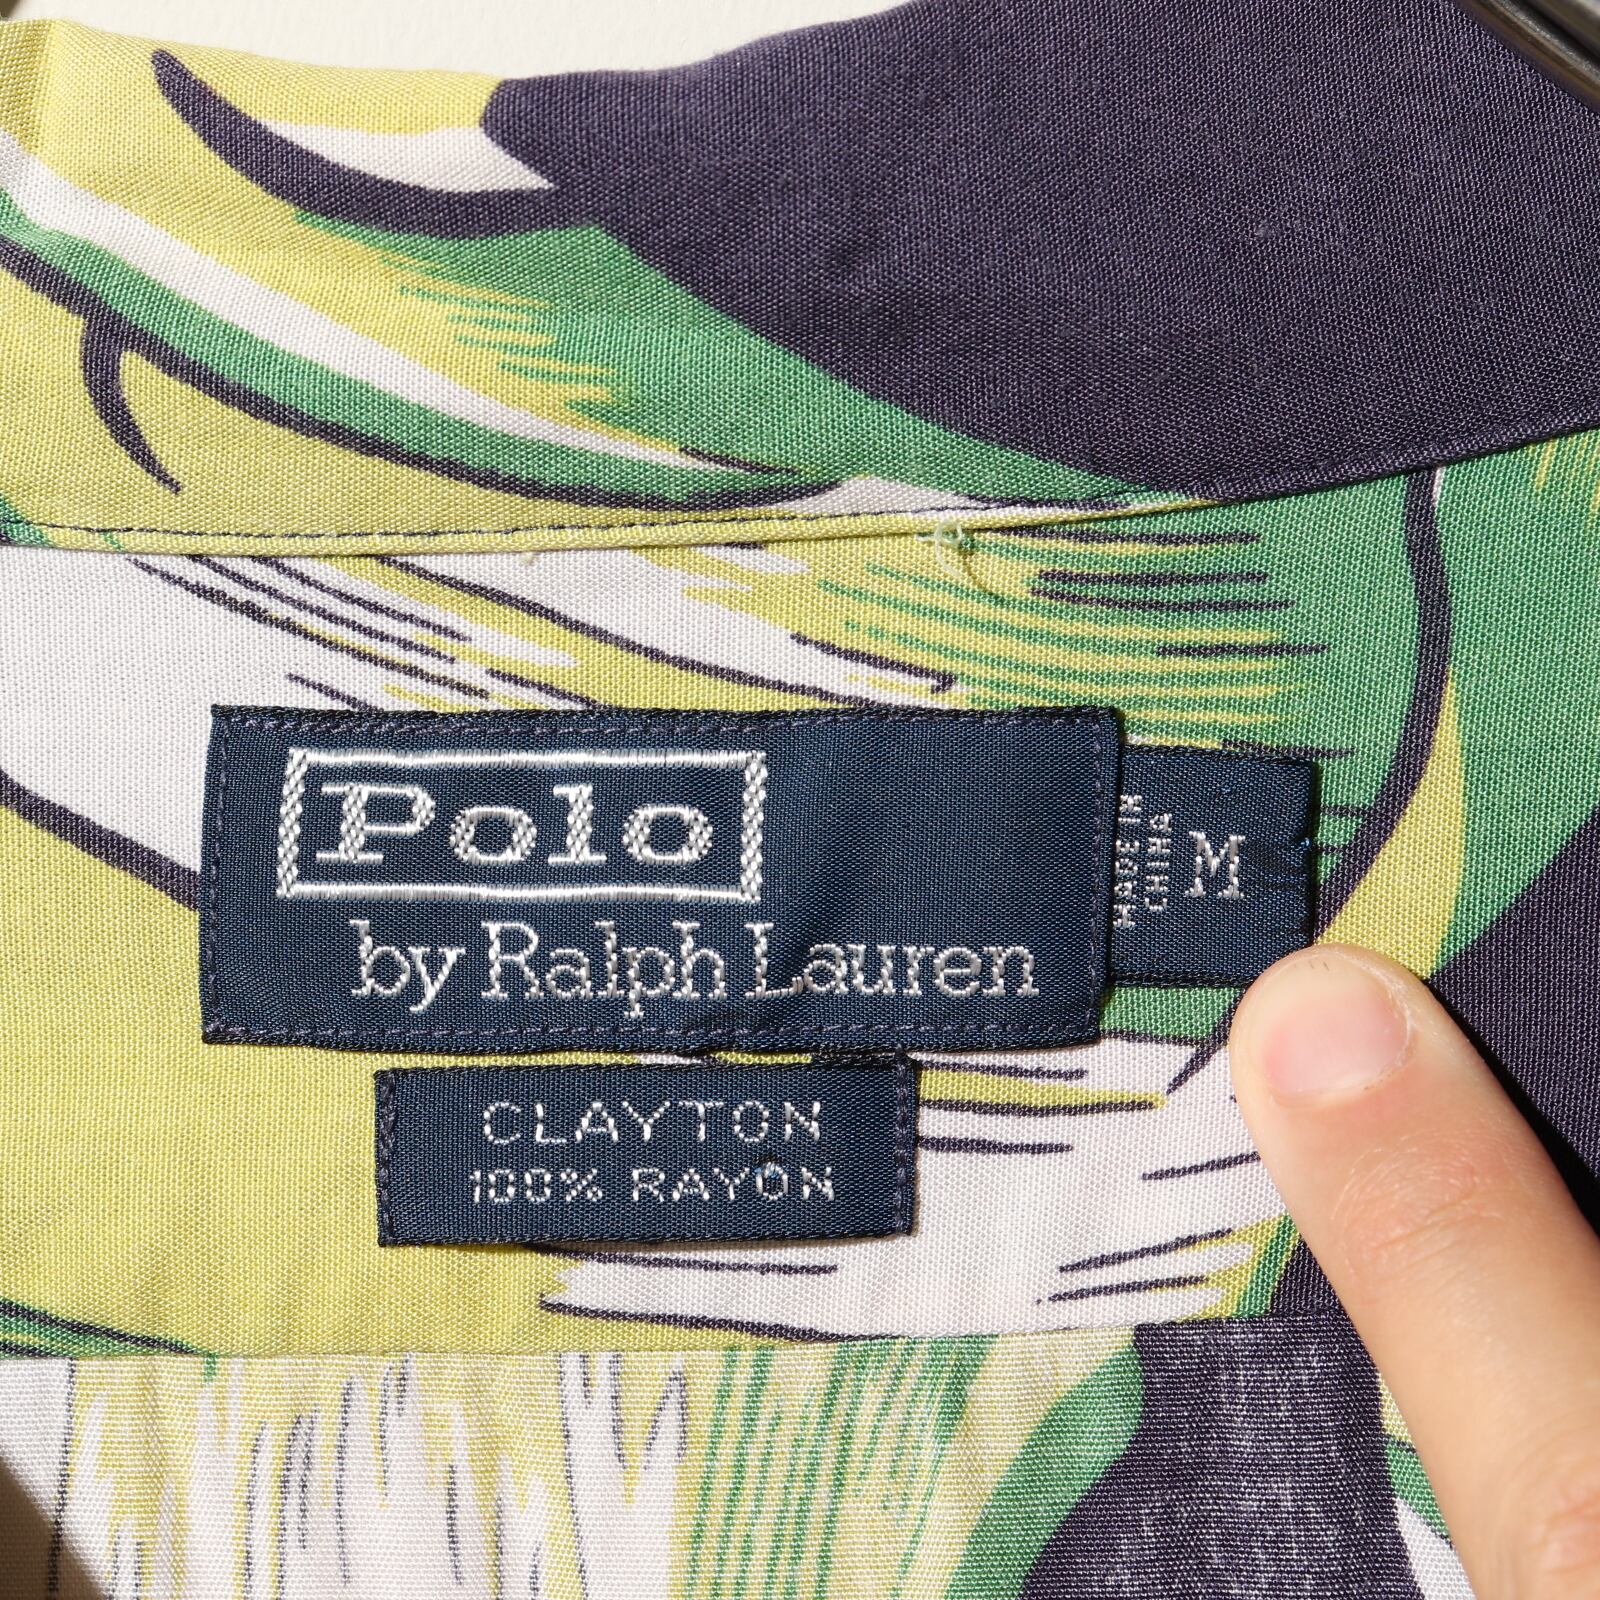 Polo
by Ralph Lauren
MADE IN
CHINA
M
CLAYTON
100% RAYON